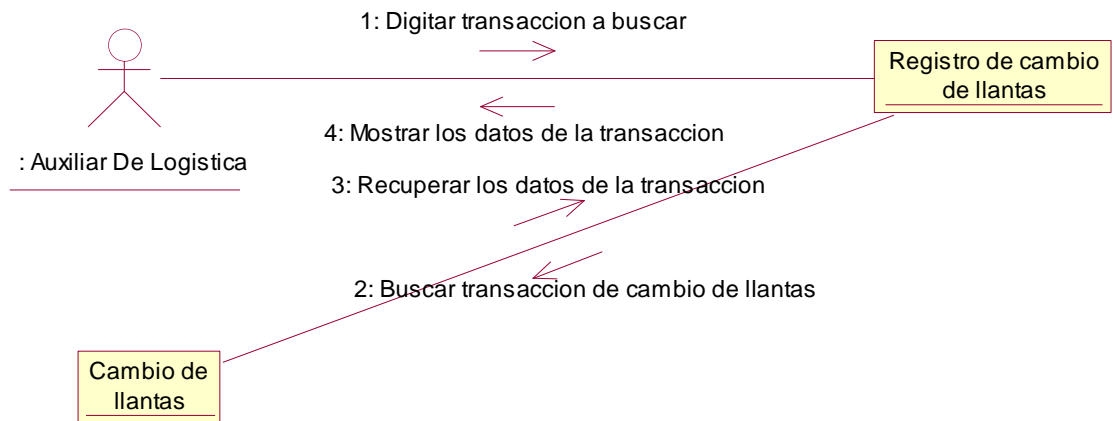 1: Digitar transaccion a buscar
Registro de cambio
de llantas
4: Mostrar los datos de la transaccion
: Auxiliar De Logistica
3: Recuperar los datos de la transaccion
2: Buscar transaccion de cambio de llantas
Cambio de
llantas